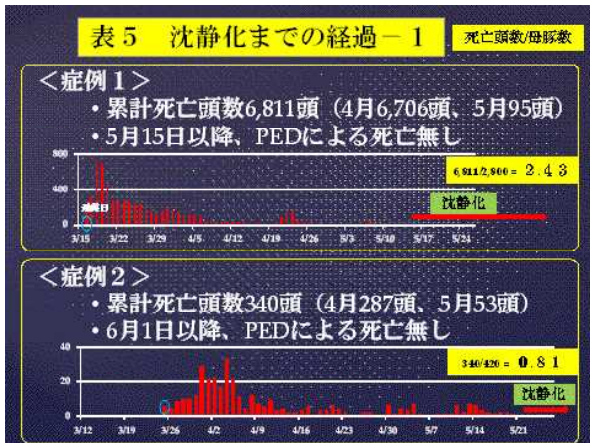 表5 沈静化までの経過－1
死亡頭数/母豚数
＜症例1＞
・累計死亡頭数6,811頭（4月6,706頭、5月95頭）
・5月15日以降、PEDによる死亡無し
800
400
0
6,811/2,800= 2.43
沈静化
3/15 3/22 3/29 4/5 4/12 4/19 4/26 5/3 5/10 5/17 5/24
＜症例2＞
・累計死亡頭数340頭（4月287頭、5月53頭）
・6月1日以降、PEDによる死亡無し
40
20
0
340/420= 0.81
沈静化
3/12 3/19 3/26 4/2 4/9 4/16 4/23 4/30 5/7 5/14 5/21